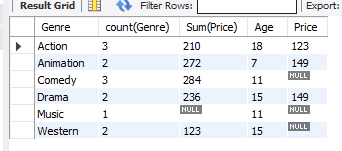 Result Grid Filter Rows: Export:
Genre count(Genre) Sum(Price) Age Price
Action 3 210 18 123
Animation 2 272 7 149
Comedy 3 284 11 NULL
Drama 2 236 15 149
Music 1 NULL 11 NULL
Western 2 123 15 NULL